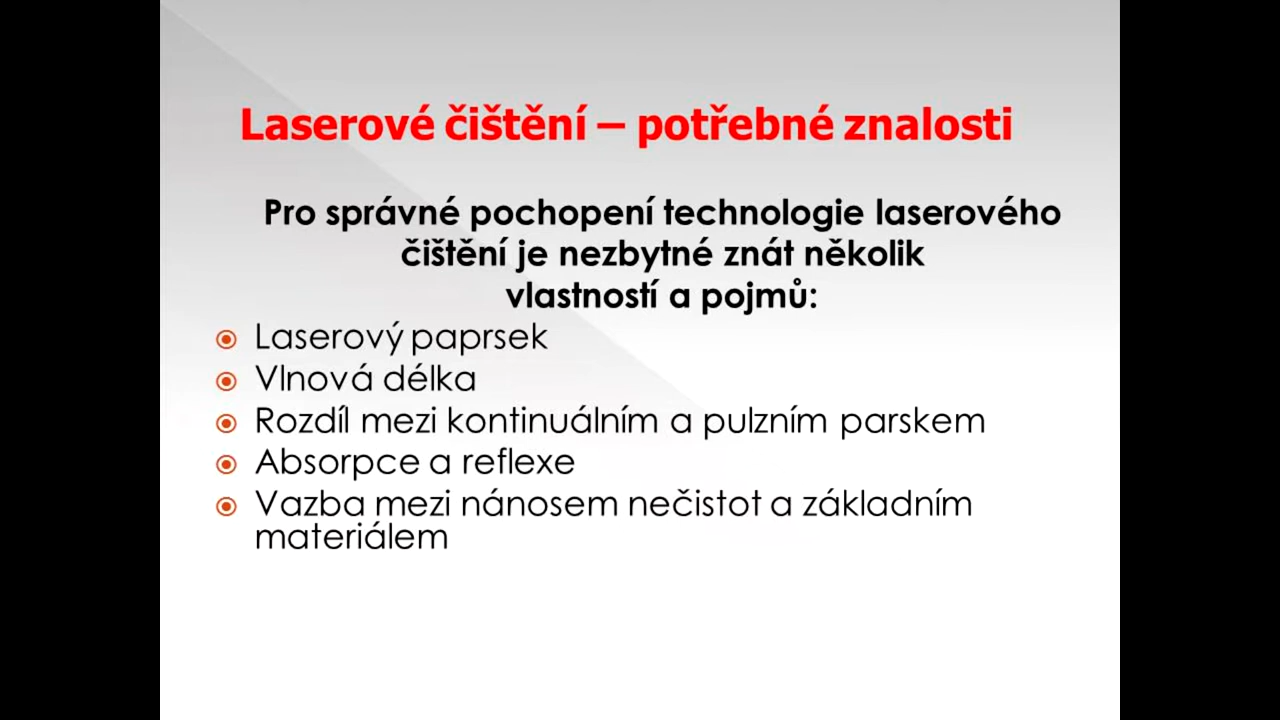 Laserové čištění – potřebné znalosti
Pro správné pochopení technologie laserového
čištění je nezbytné znát několik
vlastností a pojmů:
Laserový paprsek
Vlnová délka
Rozdíl mezi kontinuálním a pulzním parskem
Absorpce a reflexe
Vazba mezi nánosem nečistot a základním
materiálem